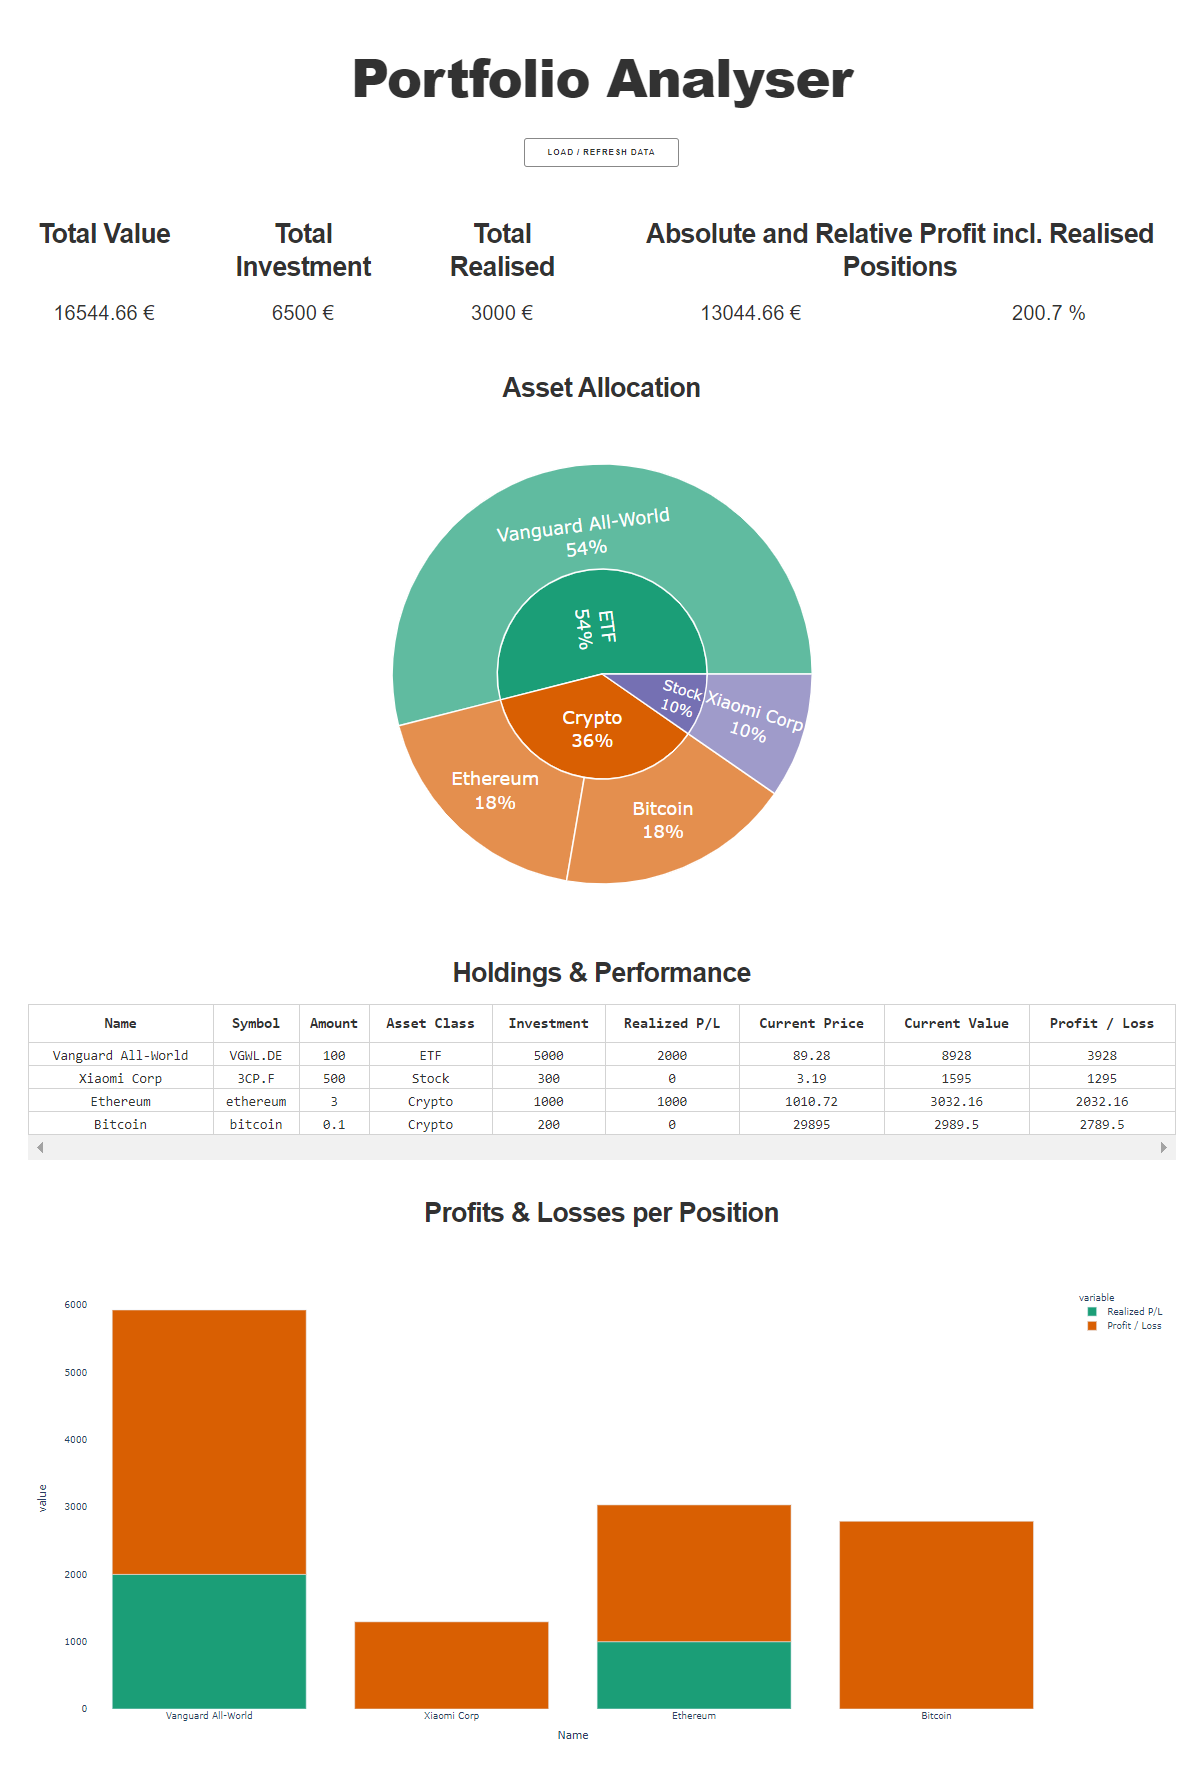 Portfolio Analyser
LOAD / REFRESH DATA
Total Value
Total
Investment
Total
Realised
Absolute and Relative Profit incl. Realised
Positions
16544.66 €
6500 €
3000 €
13044.66 €
200.7 %
Asset Allocation
Vanguard All-World
54%
ETF
54%
Stock
10%
Xiaomi Corp
10%
Crypto
36%
Ethereum
18%
Bitcoin
18%
Holdings & Performance
Name Symbol Amount Asset Class Investment Realized P/L Current Price Current Value Profit / Loss
Vanguard All-World VGWL.DE 100 ETF 5000 2000 89.28 8928 3928
Xiaomi Corp 3CP.F 500 Stock 300 0 3.19 1595 1295
Ethereum ethereum 3 Crypto 1000 1000 1010.72 3032.16 2032.16
Bitcoin bitcoin 0.1 Crypto 200 0 29895 2989.5 2789.5
Profits & Losses per Position
variable
Realized P/L
Profit / Loss
6000
5000
4000
3000
2000
1000
0
value
Vanguard All-World
Xiaomi Corp
Ethereum
Bitcoin
Name